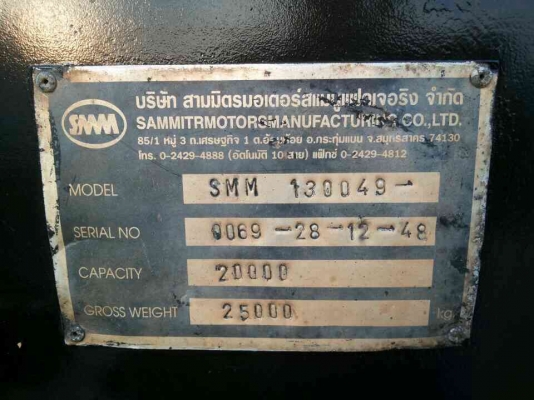 SMM
บริษัท สามมิตรมอเตอร์สแมนูแฟคเจอริง จำกัด
SAMMITRMOTORSMANUFACTURING CO.,LTD.
85/1 หมู่ 3 ถ.เศรษฐกิจ 1 ต.อ้อมน้อย อ.กระทุ่มแบน จ.สมุทรสาคร 74130
โทร. 0-2429-4888 (อัตโนมัติ 10 สาย) แฟ็กซ์ 0-2429-4812
MODEL SMM 130049-
SERIAL NO 0069-28-12-48
CAPACITY 20000
GROSS WEIGHT 25000 kg